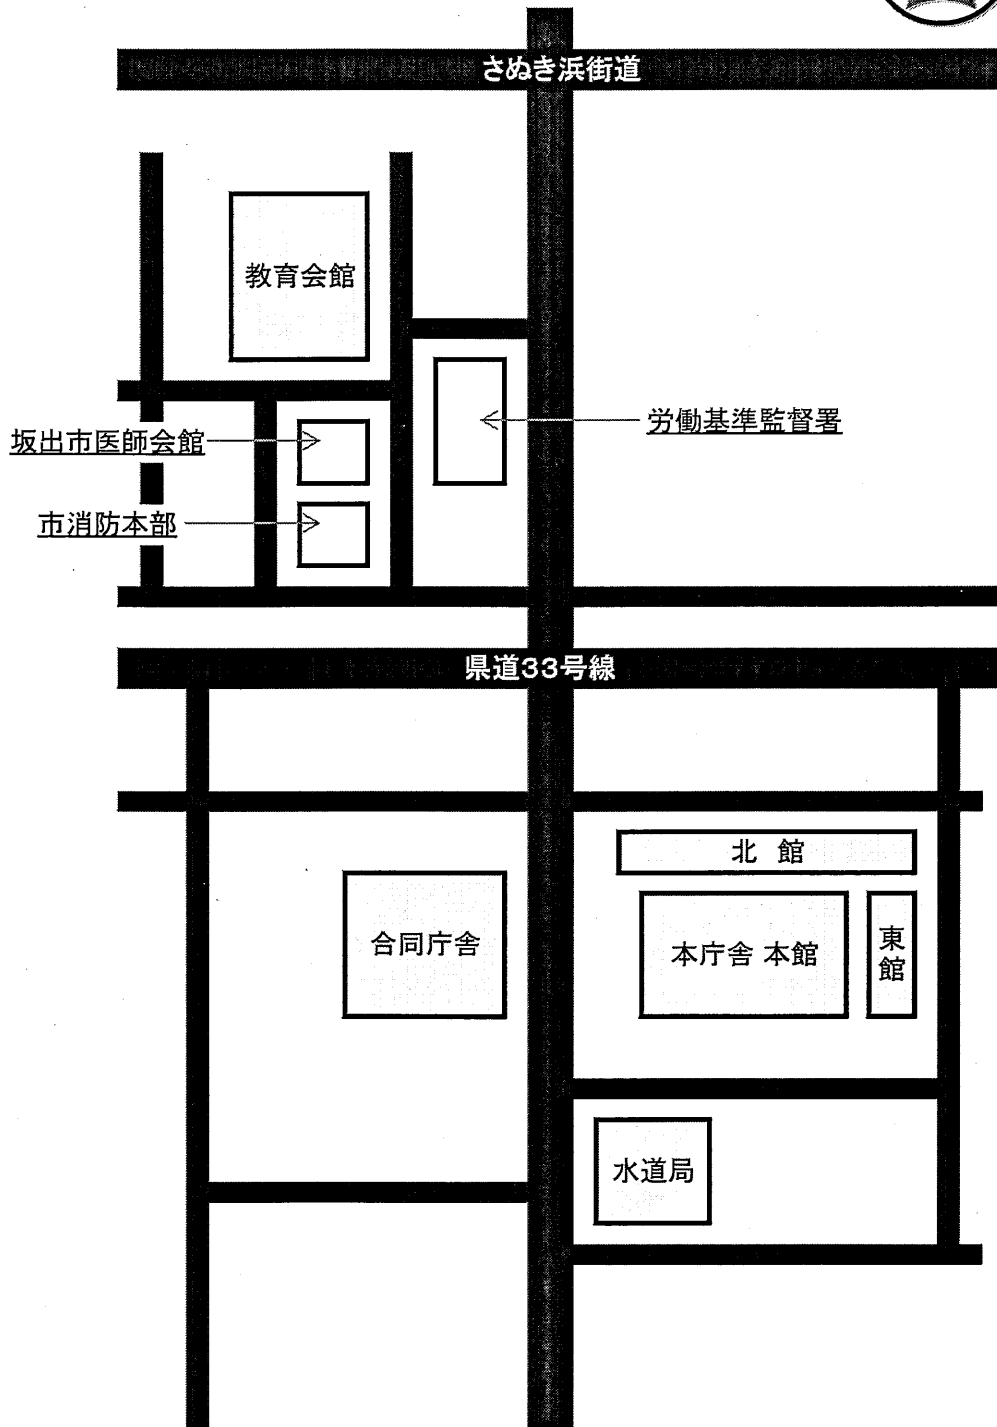 さぬき浜街道
教育会館
労働基準監督署
坂出市医師会館
市消防本部
県道33号線
北館
合同庁舎
本庁舎 本館
東館
水道局